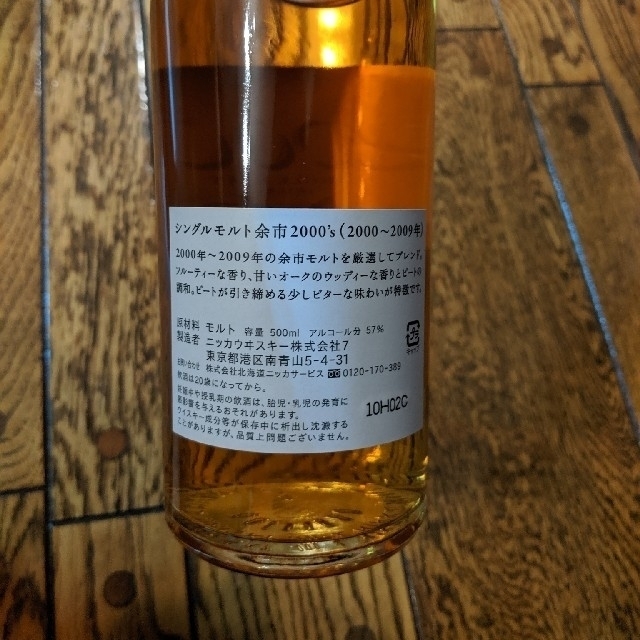 シングルモルト余市2000's（2000〜2009年）
2000年〜2009年の余市モルトを厳選してブレンド。
フルーティーな香り、甘いオークのウッディーな香りとピートの
調和。ピートが引き締める少しビターな味わいが特徴です。
原材料 モルト 容量 500ml アルコール分 57%
製造者 ニッカウヰスキー株式会社7
東京都港区南青山5-4-31
お問い合わせ 株式会社北海道ニッカサービス 0120-170-389
飲酒は20歳になってから。
妊娠中や授乳期の飲酒は、胎児・乳児の発育に
悪影響を与えるおそれがあります。
ウイスキー成分等が保存中に析出し沈澱する
ことがありますが、品質上問題ございません。
10H02C